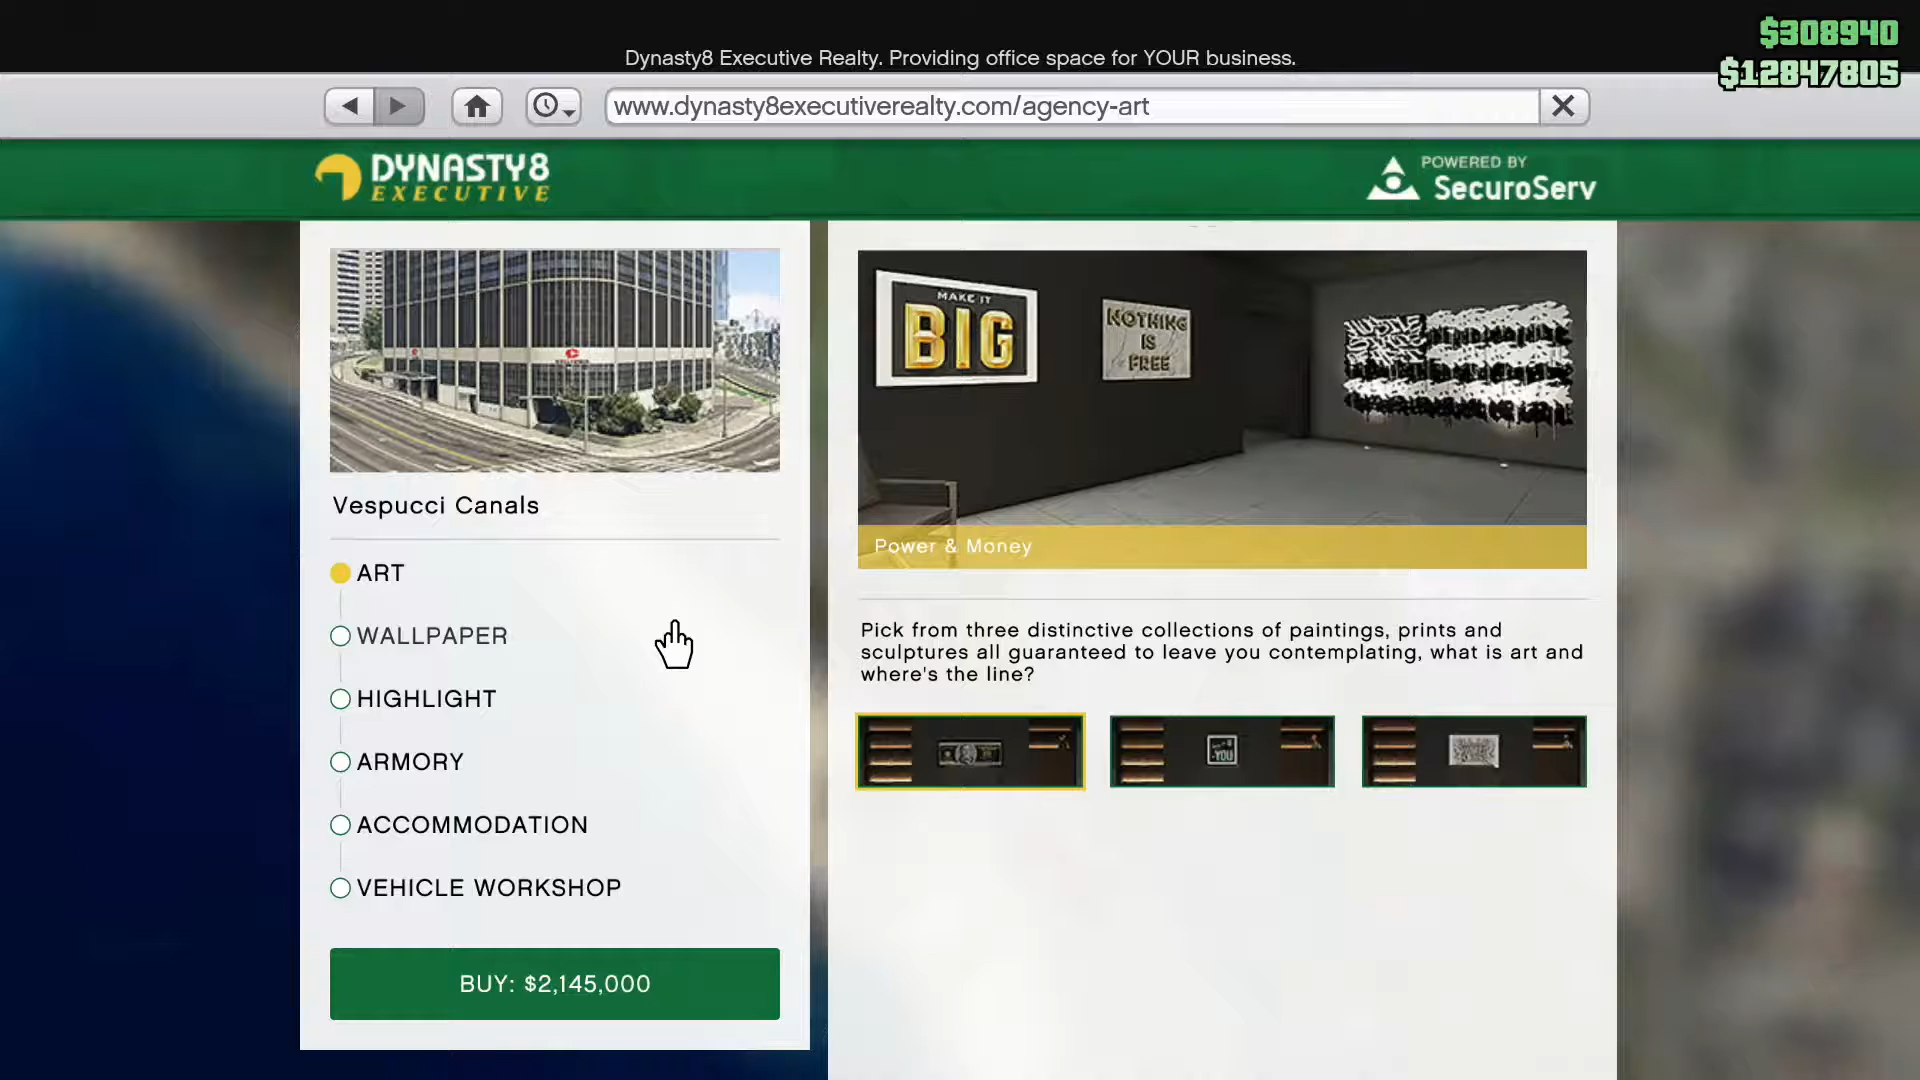 $308940
Dynasty8 Executive Realty. Providing office space for YOUR business.
$12847805
www.dynasty8executiverealty.com/agency-art
DYNASTY8
EXECUTIVE
POWERED BY
SecuroServ
MAKE IT
BIG
NOTHING
IS
FREE
Power & Money
Vespucci Canals
ART
WALLPAPER
HIGHLIGHT
ARMORY
ACCOMMODATION
VEHICLE WORKSHOP
BUY: $2,145,000
Pick from three distinctive collections of paintings, prints and
sculptures all guaranteed to leave you contemplating, what is art and
where's the line?
YOU